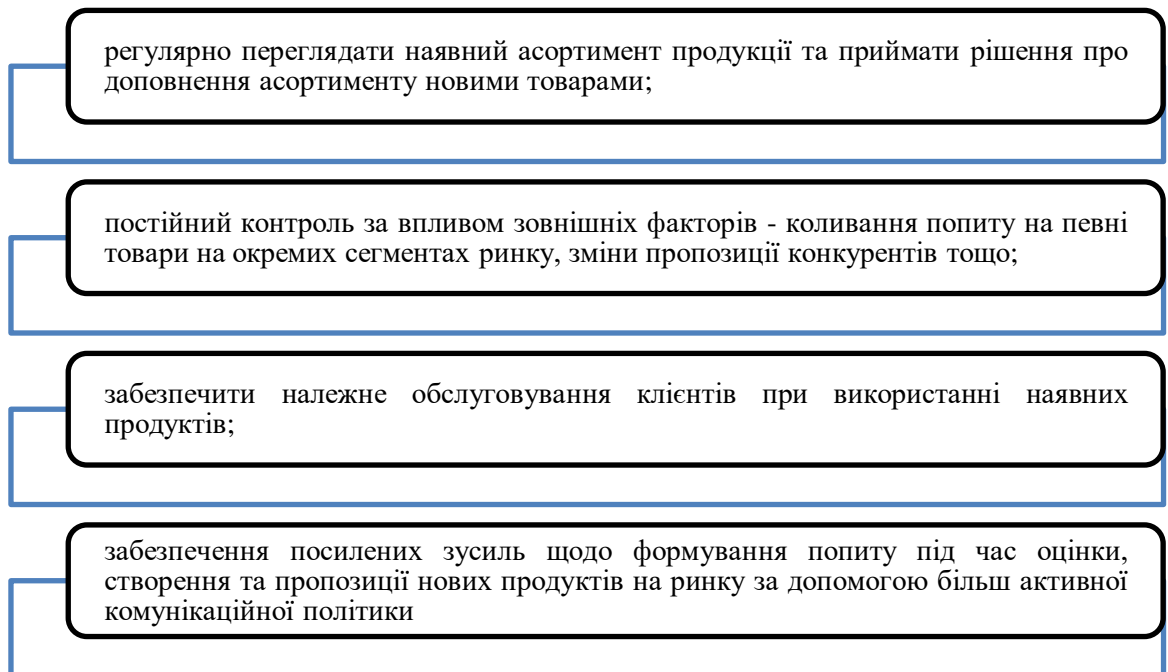 регулярно переглядати наявний асортимент продукції та приймати рішення про
доповнення асортименту новими товарами;
постійний контроль за впливом зовнішніх факторів - коливання попиту на певні
товари на окремих сегментах ринку, зміни пропозиції конкурентів тощо;
забезпечити належне обслуговування клієнтів при використанні наявних
продуктів;
забезпечення посилених зусиль щодо формування попиту під час оцінки,
створення та пропозиції нових продуктів на ринку за допомогою більш активної
комунікаційної політики